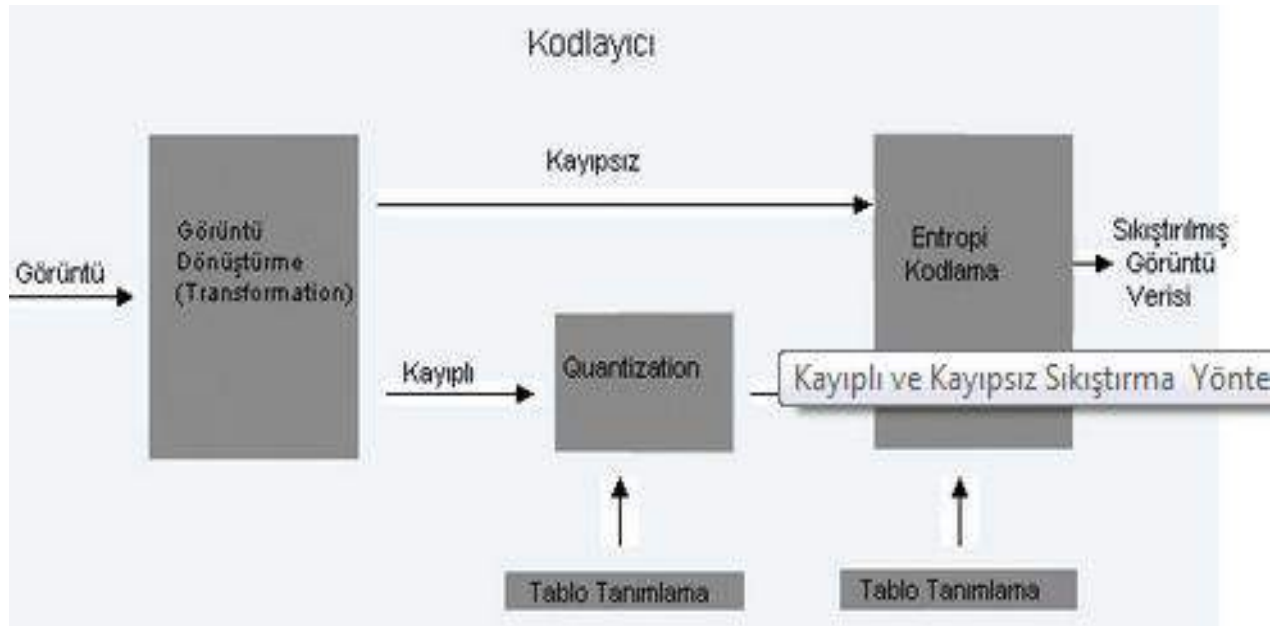 Kodlayıcı
Kayıpsız
Görüntü
Dönüştürme
(Transformation)
Entropi
Kodlama
Sıkıştırılmış
Görüntü
Verisi
Görüntü
Kayıplı
Quantization
Kayıplı ve Kayıpsız Sıkıştırma Yönte
Tablo Tanımlama
Tablo Tanımlama